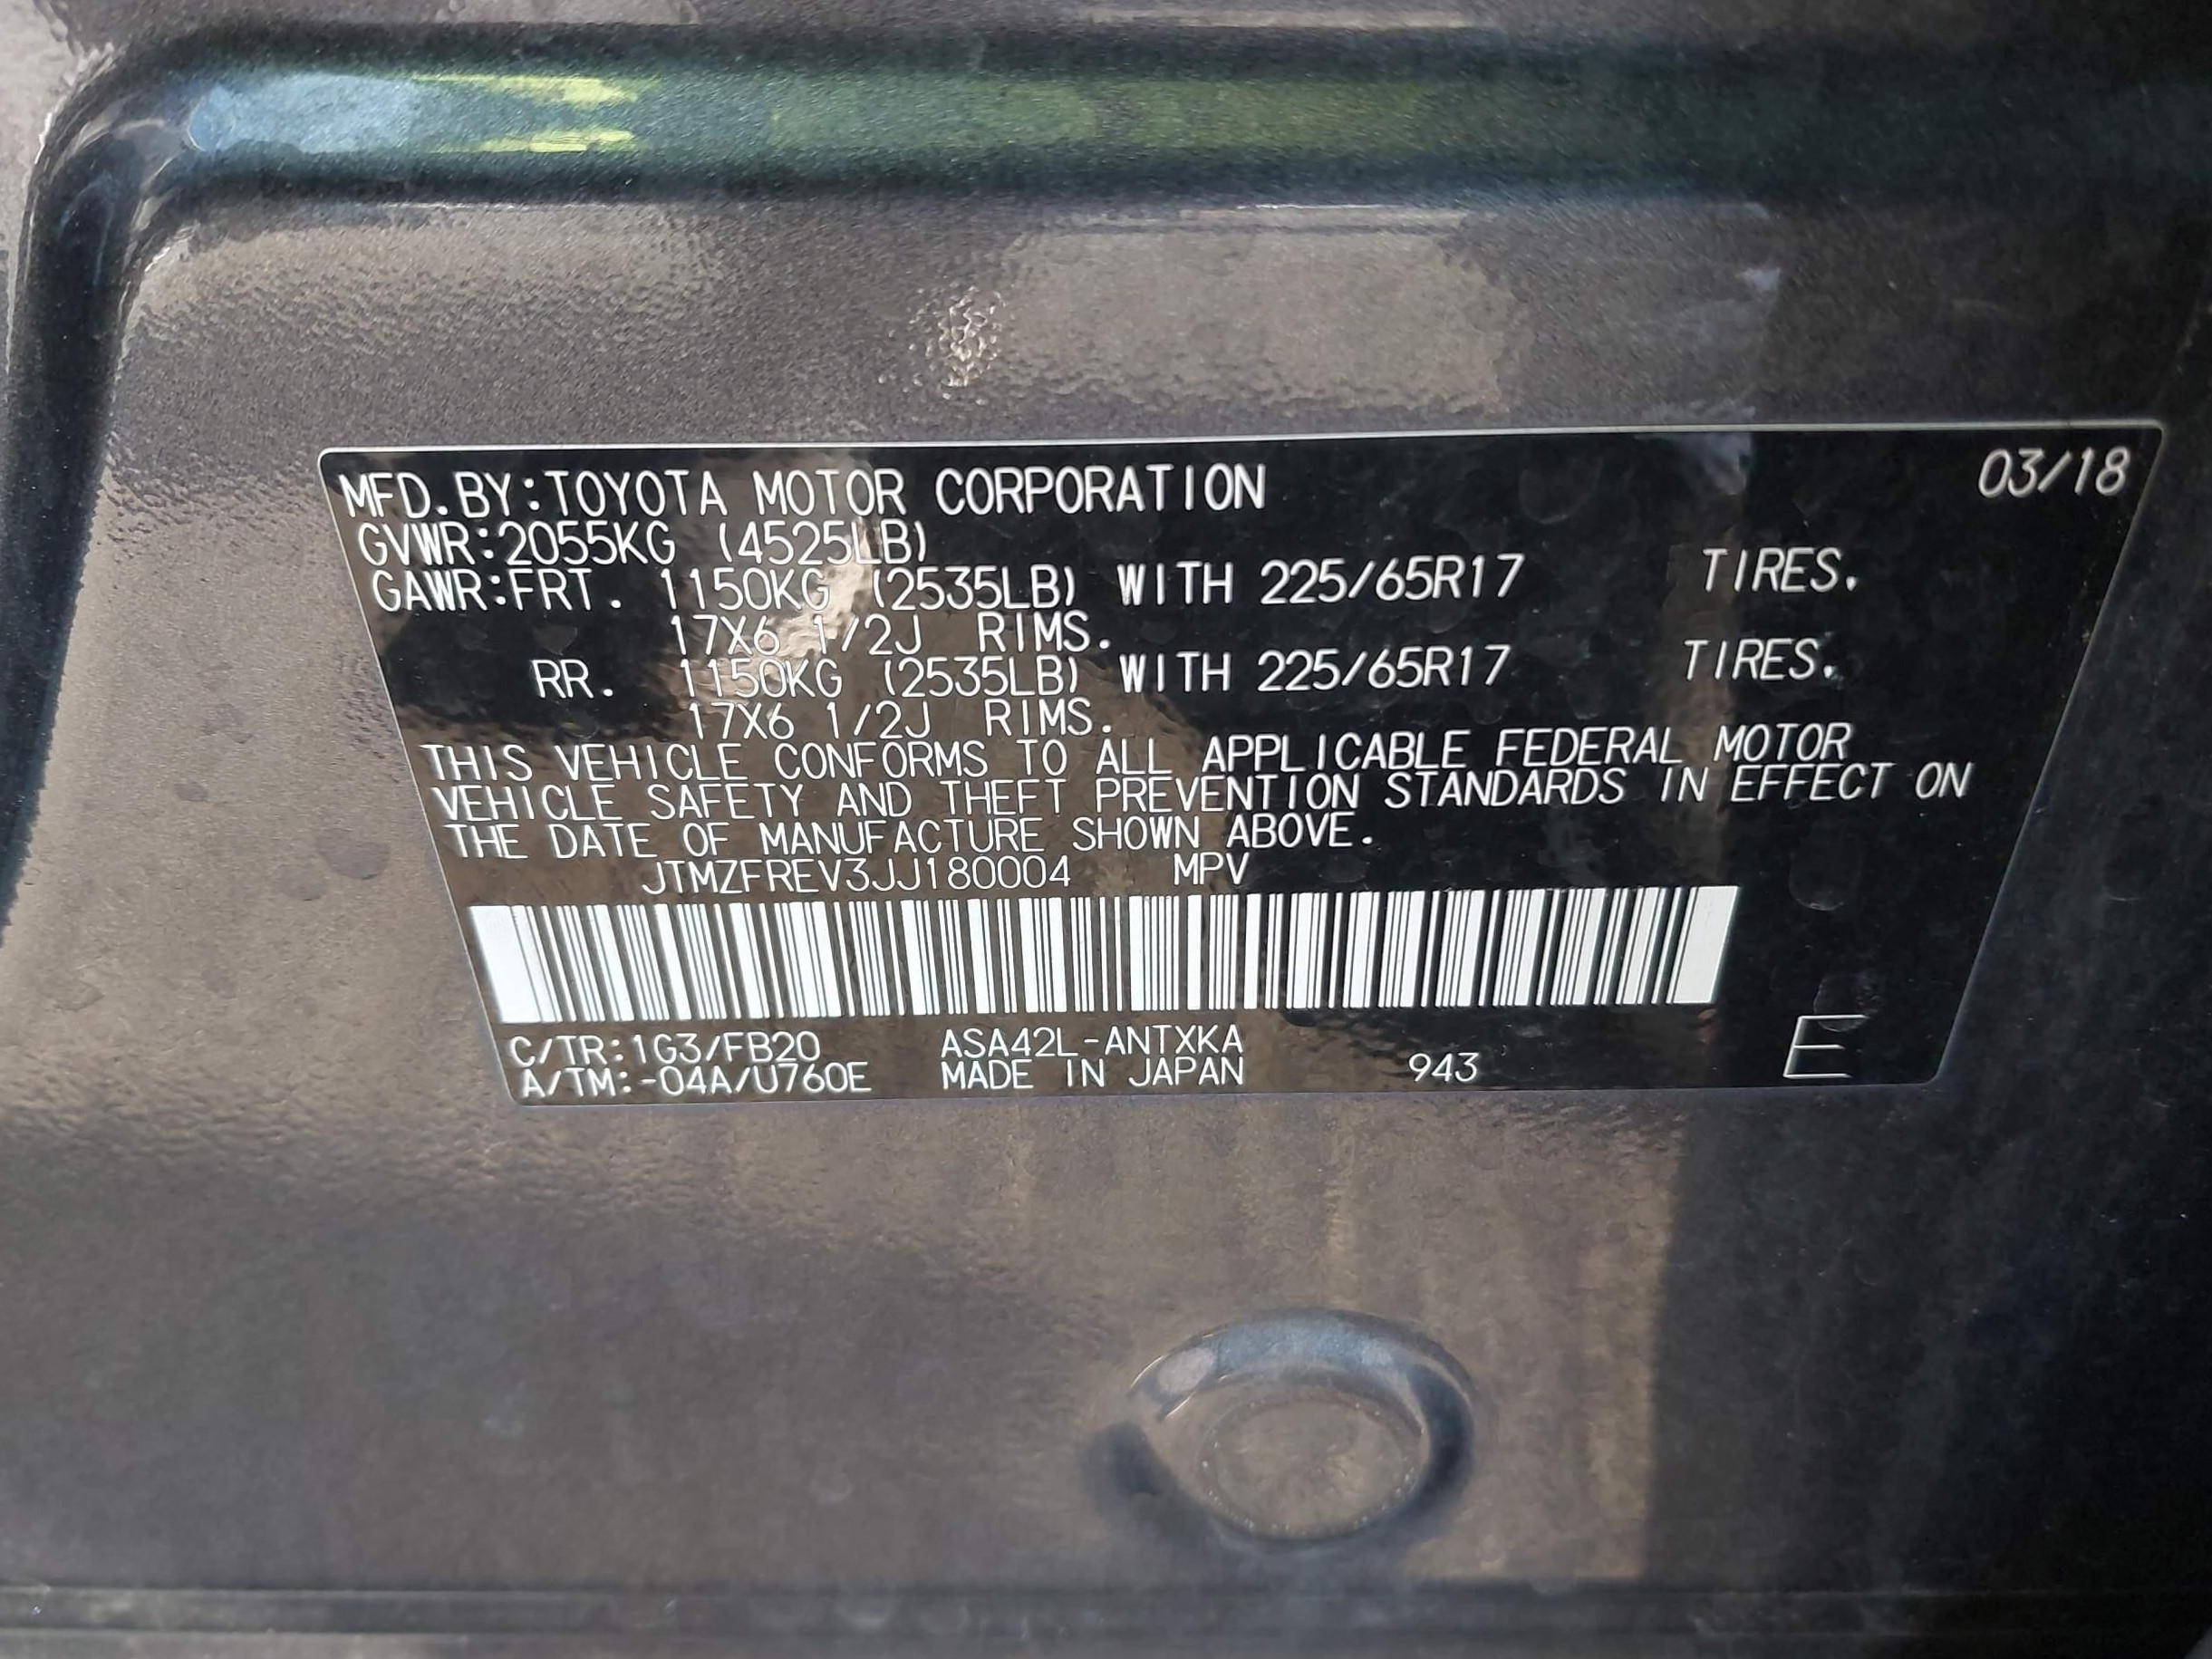 03/18
MFD.BY:TOYOTA MOTOR CORPORATION
GVWR:2055KG (4525LB)
GAWR:FRT. 1150KG (2535LB) WITH 225/65R17 TIRES.
17X6 1/2J RIMS.
RR. 1150KG (2535LB) WITH 225/65R17 TIRES.
17X6 1/2J RIMS.
THIS VEHICLE CONFORMS TO ALL APPLICABLE FEDERAL MOTOR
VEHICLE SAFETY AND THEFT PREVENTION STANDARDS IN EFFECT ON
THE DATE OF MANUFACTURE SHOWN ABOVE.
JTMZFREV3JJ180004 MPV
C/TR:1G3/FB20 ASA42L-ANTXKA
A/TM:-04A/U760E MADE IN JAPAN 943 E